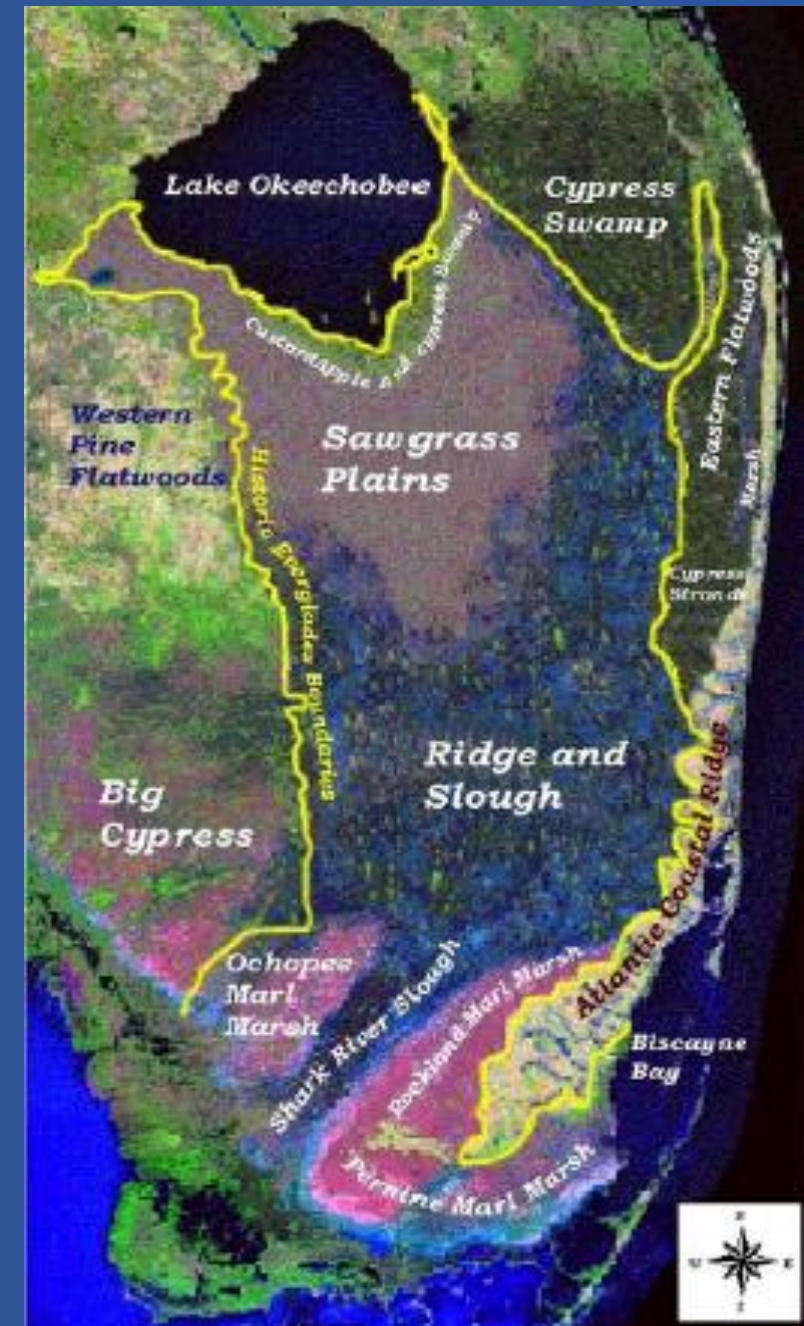 Lake Okeechobee
Cypress
Swamp
Custardapple and cypress Swamp
Eastern Flatwoods
Marsh
Western
Pine
Flatwoods
Sawgrass
Plains
Historic Everglades Boundarius
Cypress
Strands
Ridge and
Slough
Big
Cypress
Atlantic Coastal Ridge
Ochopee
Marl
Marsh
Shark River Slough
Rockland Marl Marsh
Biscayne
Bay
Perrine Marl Marsh
E